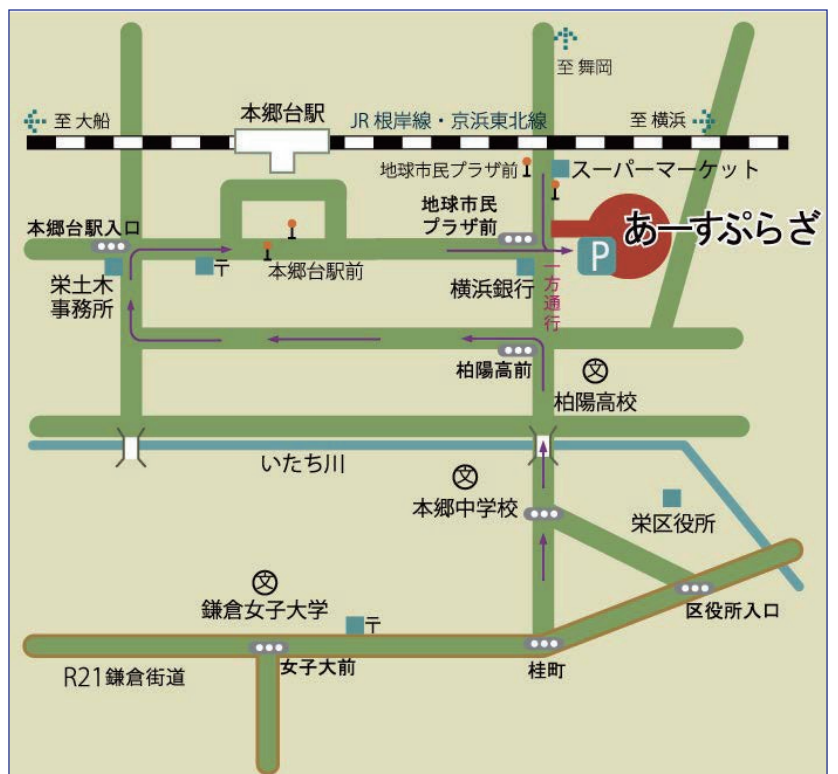 至 舞岡
本郷台駅
JR 根岸線・京浜東北線
至 大船
至 横浜
地球市民プラザ前
スーパーマーケット
本郷台駅入口
地球市民
プラザ前
あーすぷらざ
P
〒
本郷台駅前
横浜銀行
栄土木
事務所
一方通行
柏陽高前
文
柏陽高校
いたち川
文
本郷中学校
栄区役所
文
鎌倉女子大学
〒
区役所入口
R21鎌倉街道
女子大前
桂町